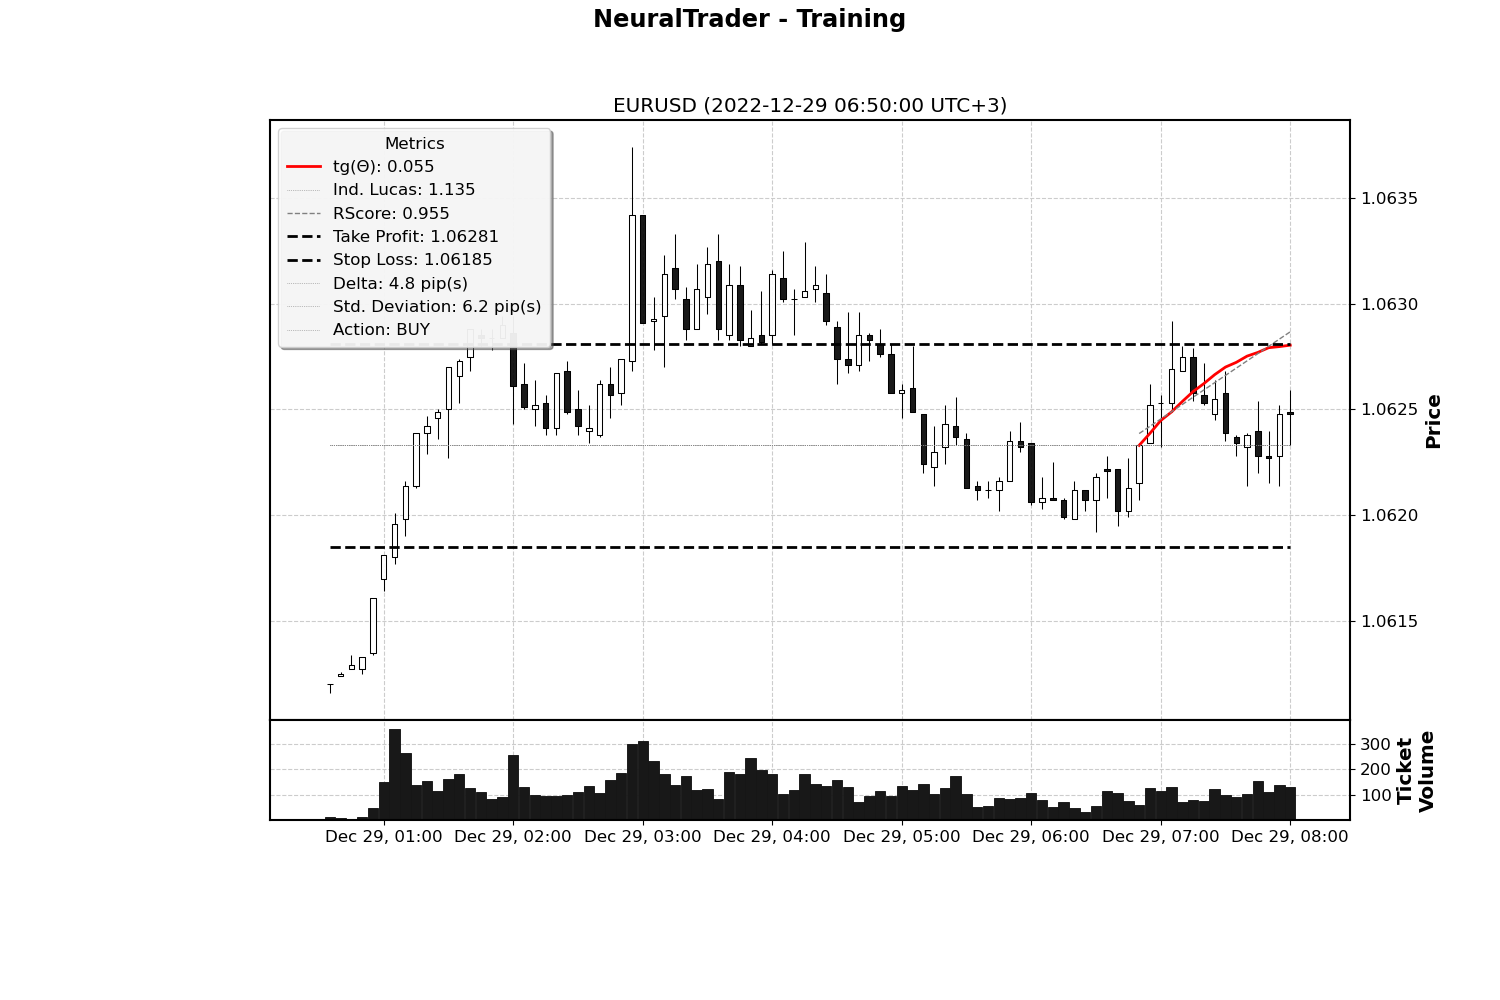 NeuralTrader - Training
EURUSD (2022-12-29 06:50:00 UTC+3)
Metrics
tg(Θ): 0.055
Ind. Lucas: 1.135
RScore: 0.955
Take Profit: 1.06281
Stop Loss: 1.06185
Delta: 4.8 pip(s)
Std. Deviation: 6.2 pip(s)
Action: BUY
1.0635
1.0630
1.0625
1.0620
1.0615
Price
300
200
100
Ticket
Volume
Dec 29, 01:00 Dec 29, 02:00 Dec 29, 03:00 Dec 29, 04:00 Dec 29, 05:00 Dec 29, 06:00 Dec 29, 07:00 Dec 29, 08:00